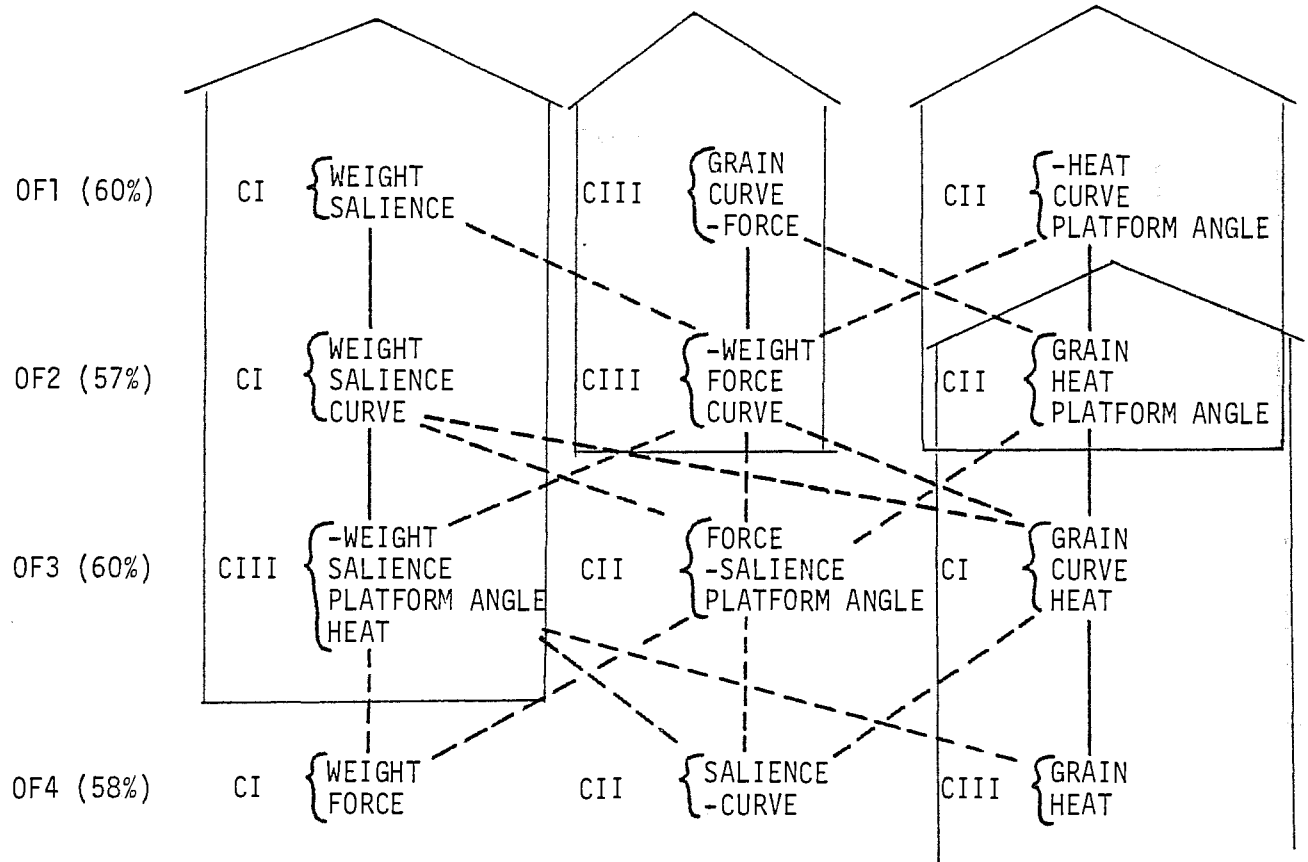 OF1 (60%)
CI
WEIGHT
SALIENCE
CIII
GRAIN
CURVE
-FORCE
CII
-HEAT
CURVE
PLATFORM ANGLE
OF2 (57%)
CI
WEIGHT
SALIENCE
CURVE
CIII
-WEIGHT
FORCE
CURVE
CII
GRAIN
HEAT
PLATFORM ANGLE
OF3 (60%)
CIII
-WEIGHT
SALIENCE
PLATFORM ANGLE
HEAT
CII
FORCE
-SALIENCE
PLATFORM ANGLE
CI
GRAIN
CURVE
HEAT
OF4 (58%)
CI
WEIGHT
FORCE
CII
SALIENCE
-CURVE
CIII
GRAIN
HEAT